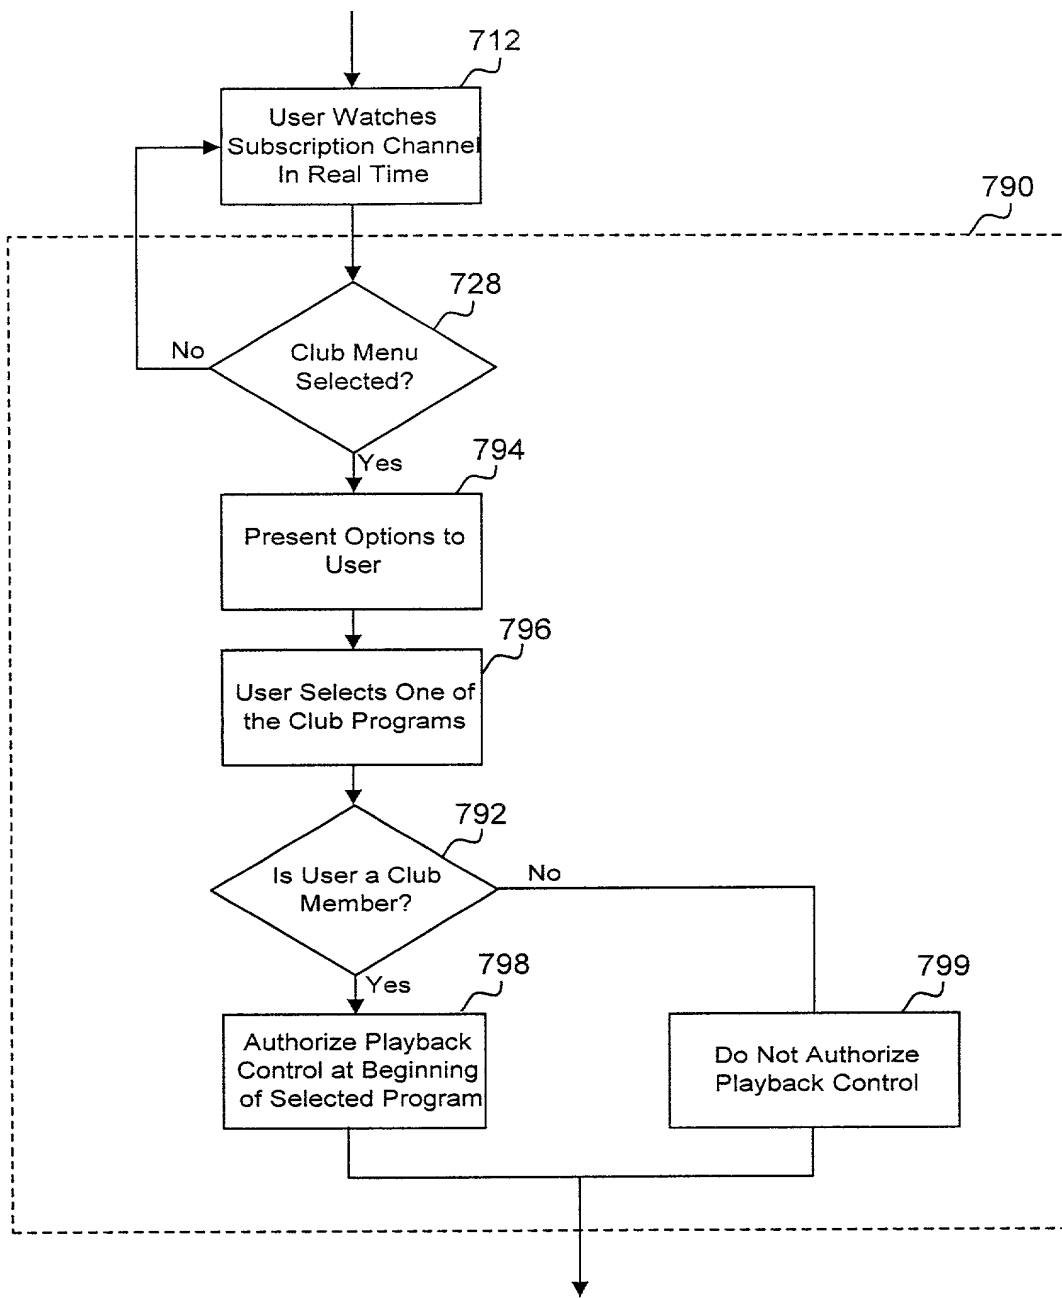 712
User Watches
Subscription Channel
In Real Time
790
728
No
Club Menu
Selected?
Yes
794
Present Options to
User
796
User Selects One of
the Club Programs
792
Is User a Club
Member?
No
Yes
798
799
Authorize Playback
Control at Beginning
of Selected Program
Do Not Authorize
Playback Control